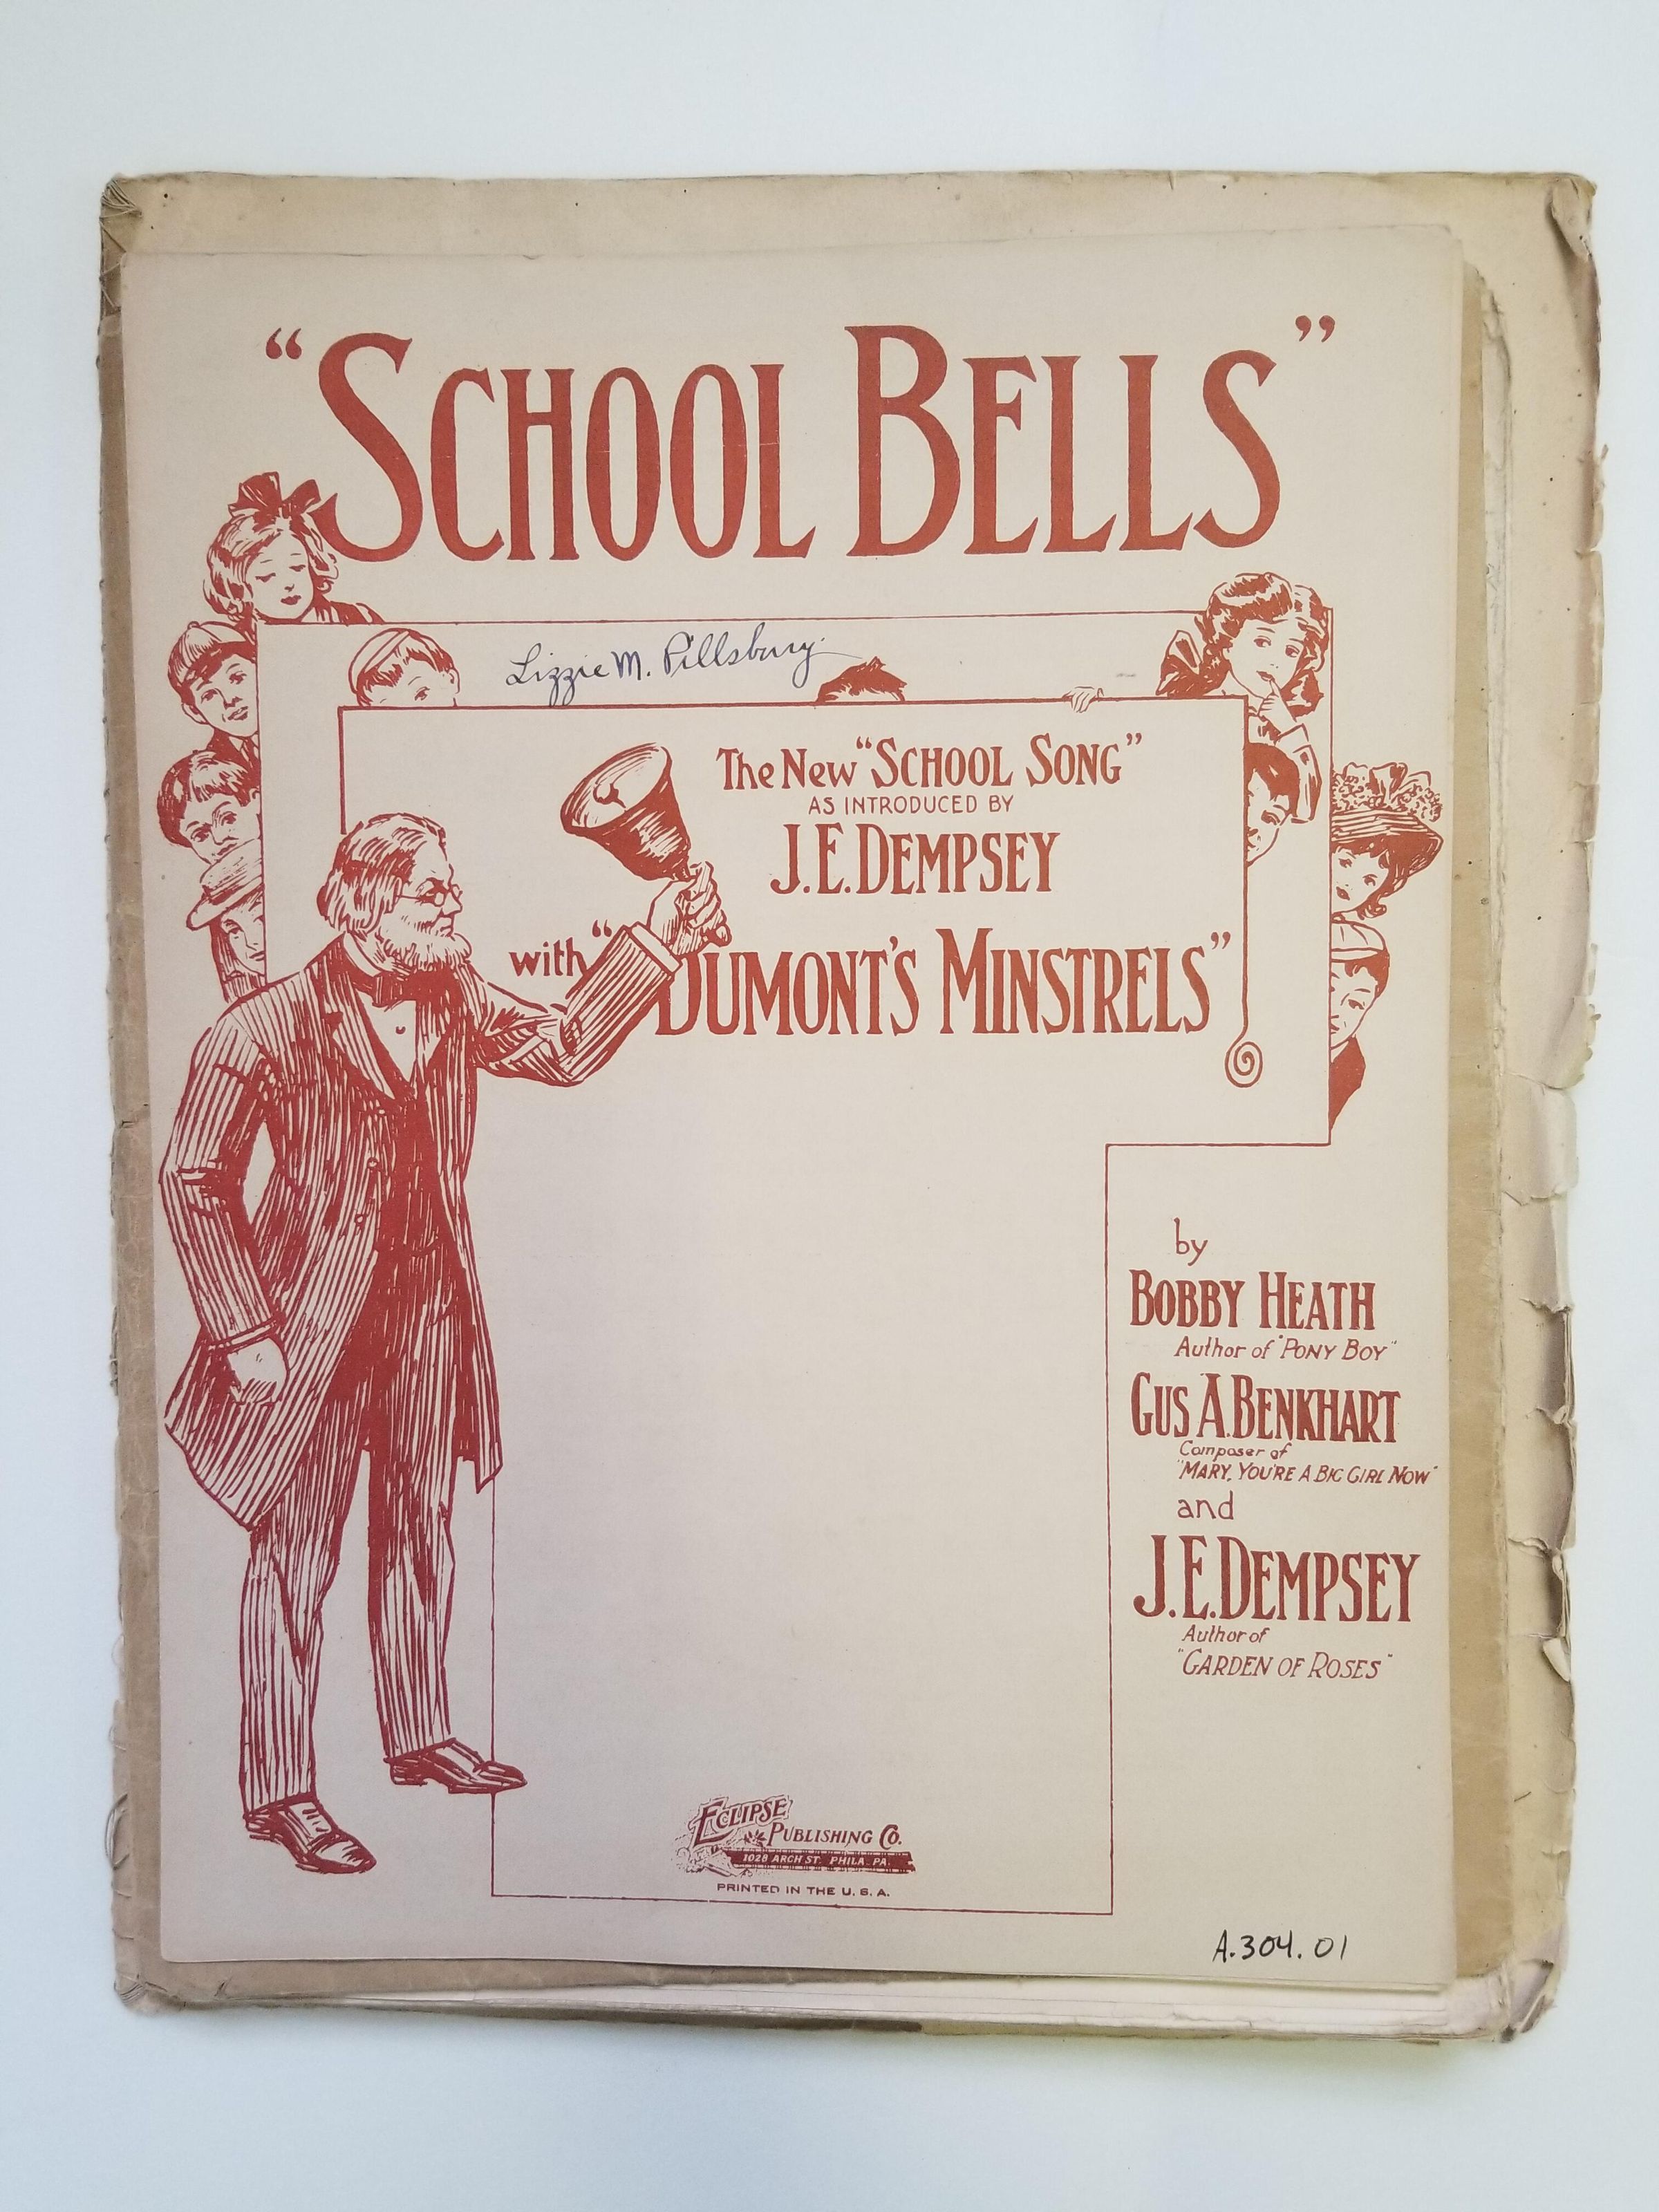 “SCHOOL BELLS”
Lizzie M. Pillsbury.
The New “SCHOOL SONG”
AS INTRODUCED BY
J.E. DEMPSEY
with “DUMONT'S MINSTRELS”
by
BOBBY HEATH
Author of "PONY BOY"
GUS A. BENKHART
Composer of
"MARY, YOU'RE A BIG GIRL NOW"
and
J.E. DEMPSEY
Author of
"GARDEN OF ROSES"
ECLIPSE
PUBLISHING CO.
1028 ARCH ST. PHILA. PA.
PRINTED IN THE U. S. A.
A.304.01